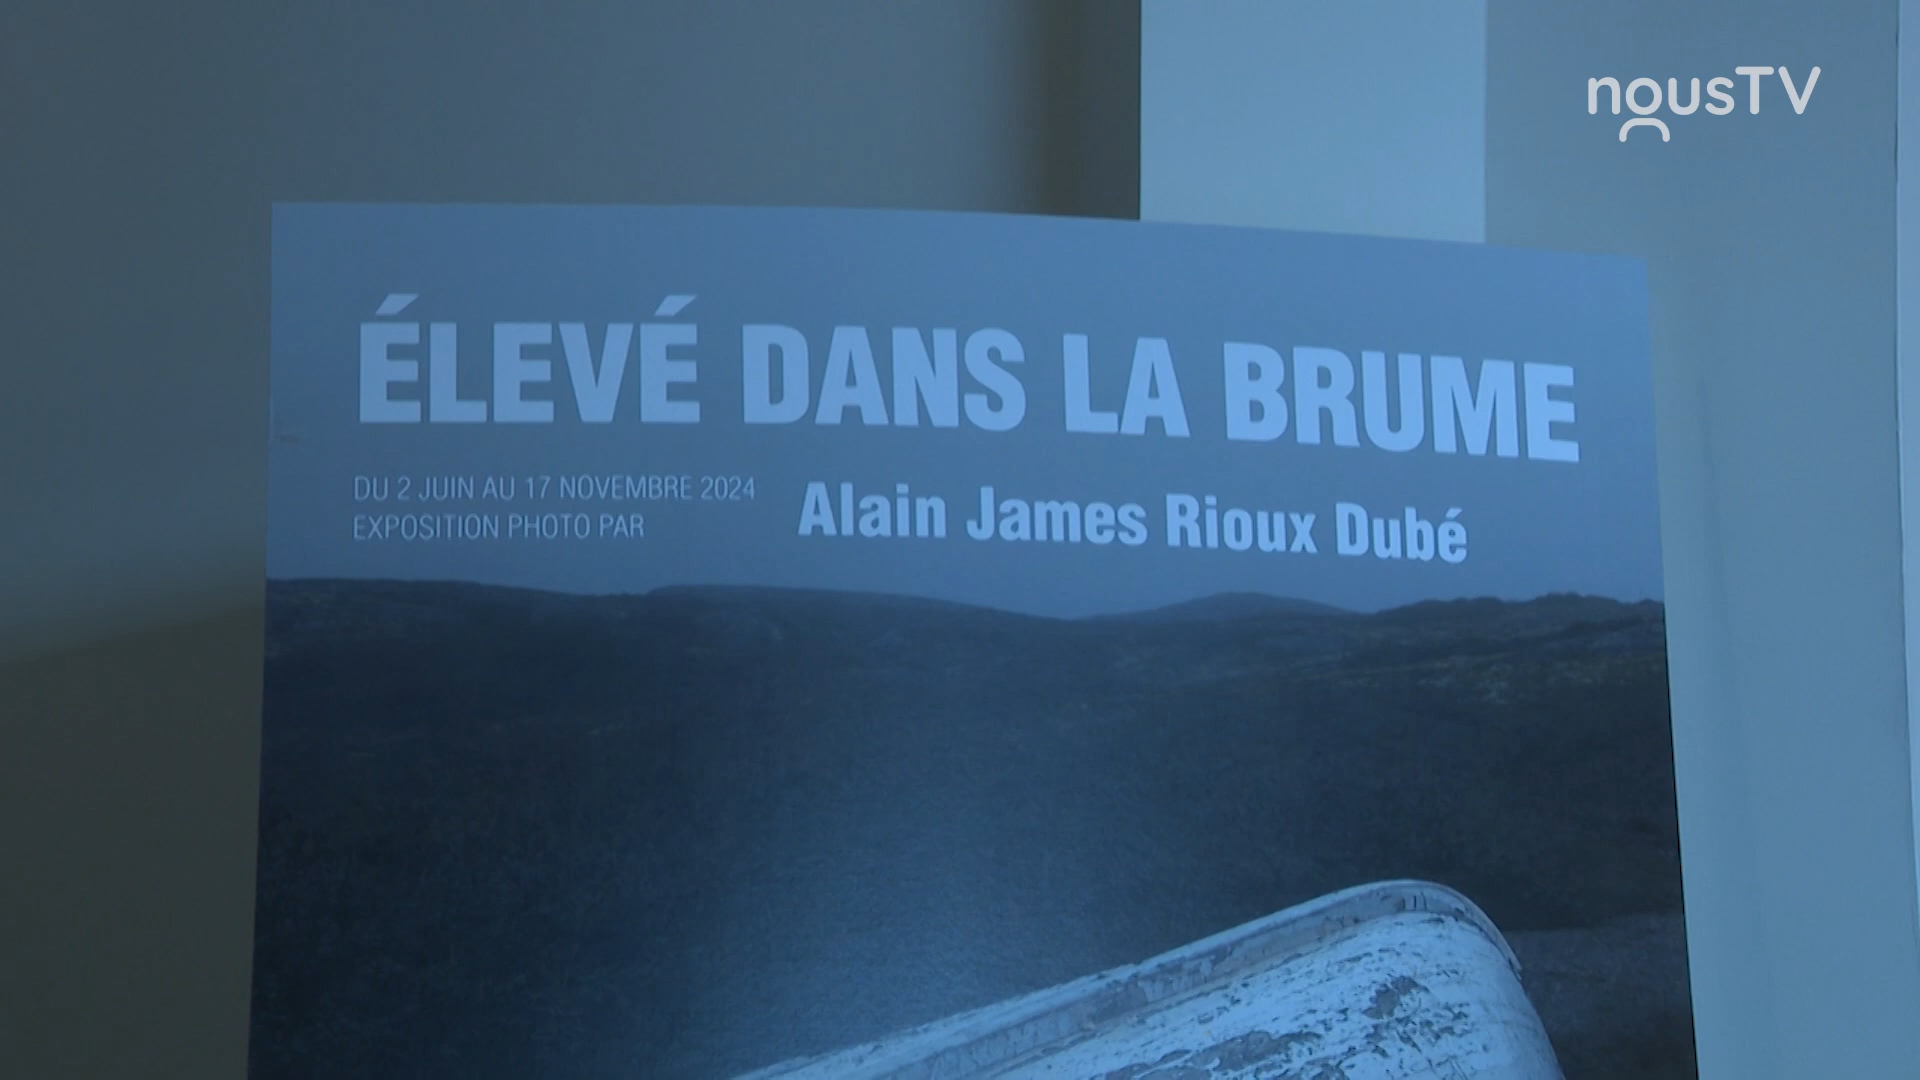 nousTV
ÉLEVÉ DANS LA BRUME
DU 2 JUIN AU 17 NOVEMBRE 2024
EXPOSITION PHOTO PAR
Alain James Rioux Dubé